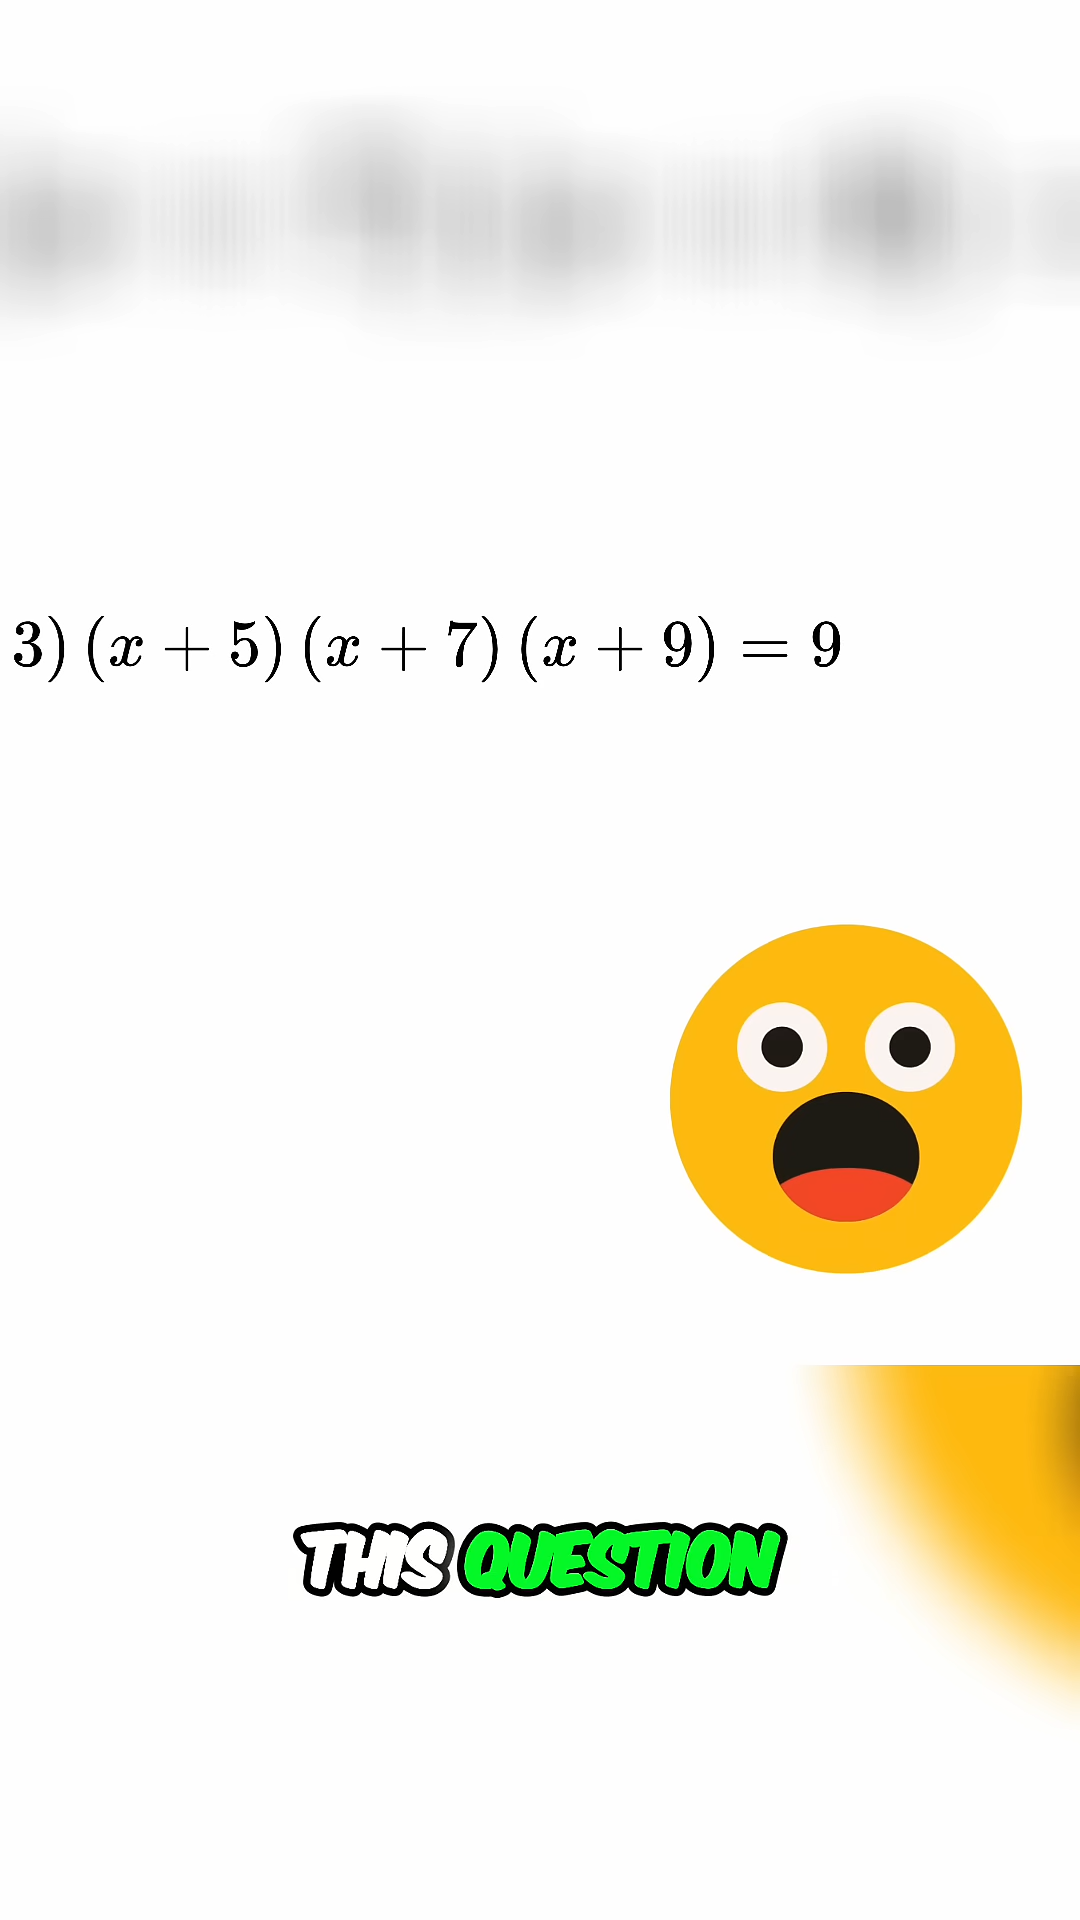 3) (x + 5) (x + 7) (x + 9) = 9
THIS QUESTION